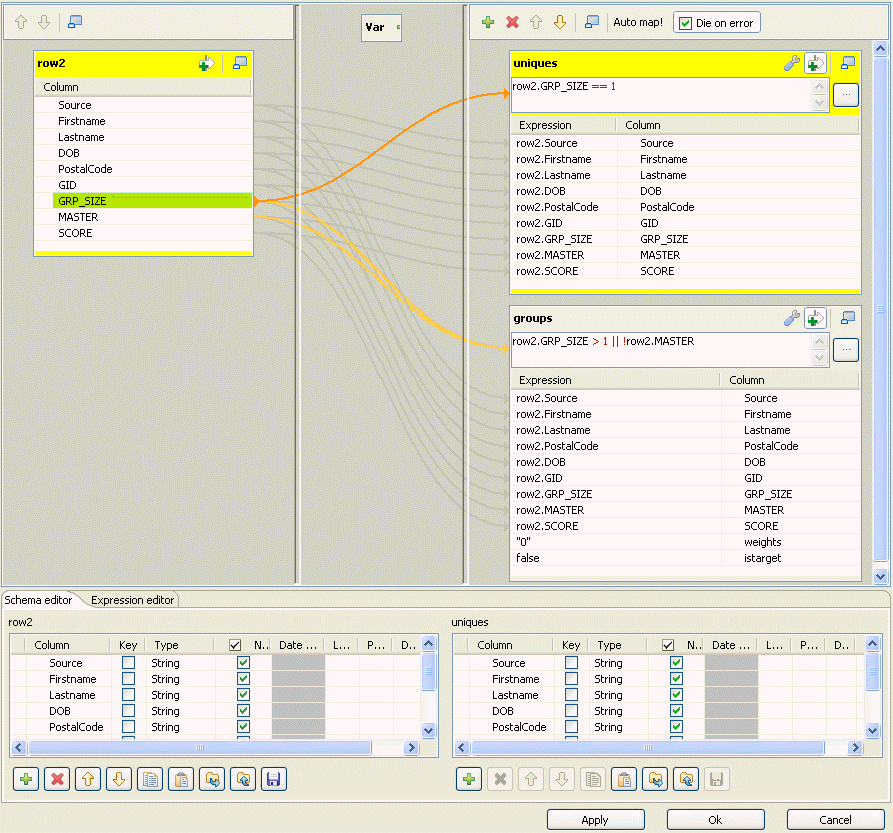 Auto map! Die on error
Var
row2
Column
Source
Firstname
Lastname
DOB
PostalCode
GID
GRP_SIZE
MASTER
SCORE
uniques
row2.GRP_SIZE == 1
...
Expression Column
row2.Source Source
row2.Firstname Firstname
row2.Lastname Lastname
row2.DOB DOB
row2.PostalCode PostalCode
row2.GID GID
row2.GRP_SIZE GRP_SIZE
row2.MASTER MASTER
row2.SCORE SCORE
groups
row2.GRP_SIZE > 1 || !row2.MASTER
...
Expression Column
row2.Source Source
row2.Firstname Firstname
row2.Lastname Lastname
row2.PostalCode PostalCode
row2.DOB DOB
row2.GID GID
row2.GRP_SIZE GRP_SIZE
row2.MASTER MASTER
row2.SCORE SCORE
"0" weights
false istarget
Schema editor Expression editor
row2
Column Key Type N.. Date ... L... P... D..
Source String
Firstname String
Lastname String
DOB String
PostalCode String
uniques
Column Key Type N.. Date ... L... P... D..
Source String
Firstname String
Lastname String
DOB String
PostalCode String
Apply Ok Cancel